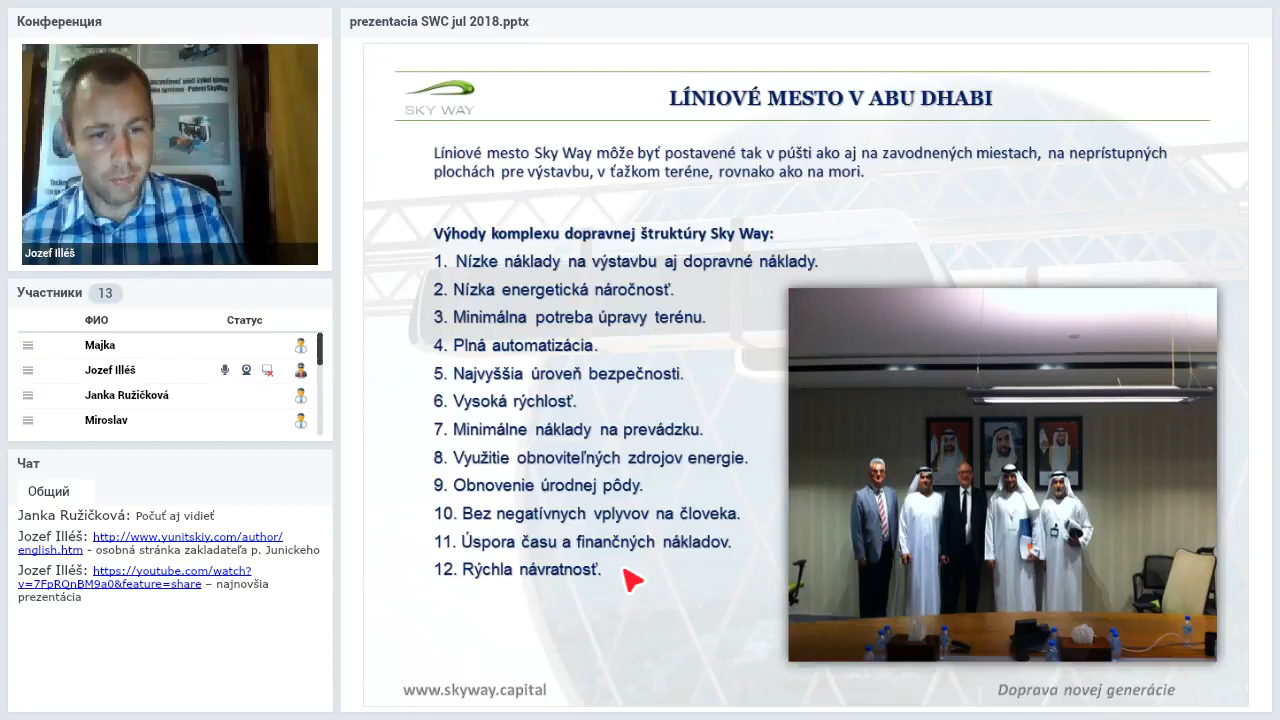 Конференция
Jozef Illéš
Участники 13
ФИО Статус
Majka
Jozef Illéš
Janka Ružičková
Miroslav
Чат
Общий
Janka Ružičková: Počuť aj vidieť
Jozef Illéš: http://www.yunitskiy.com/author/
english.htm - osobná stránka zakladateľa p. Junickeho
Jozef Illéš: https://youtube.com/watch?
v=7FpRQnBM9a0&feature=share – najnovšia
prezentácia
prezentacia SWC jul 2018.pptx
SKY WAY
LÍNIOVÉ MESTO V ABU DHABI
Líniové mesto Sky Way môže byť postavené tak v púšti ako aj na zavodnených miestach, na neprístupných
plochách pre výstavbu, v ťažkom teréne, rovnako ako na mori.
Výhody komplexu dopravnej štruktúry Sky Way:
1. Nízke náklady na výstavbu aj dopravné náklady.
2. Nízka energetická náročnosť.
3. Minimálna potreba úpravy terénu.
4. Plná automatizácia.
5. Najvyššia úroveň bezpečnosti.
6. Vysoká rýchlosť.
7. Minimálne náklady na prevádzku.
8. Využitie obnoviteľných zdrojov energie.
9. Obnovenie úrodnej pôdy.
10. Bez negatívnych vplyvov na človeka.
11. Úspora času a finančných nákladov.
12. Rýchla návratnosť.
www.skyway.capital
Doprava novej generácie